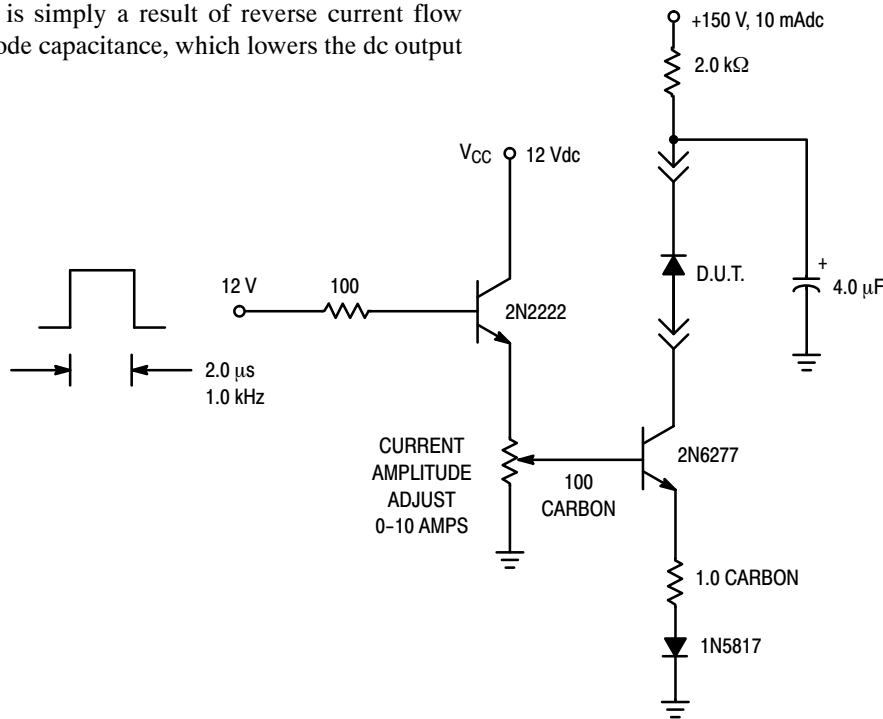 is simply a result of reverse current flow
ode capacitance, which lowers the dc output
+150 V, 10 mAdc
2.0 kΩ
VCC
12 Vdc
D.U.T.
+
4.0 μF
12 V
100
2N2222
2.0 μs
1.0 kHz
CURRENT
AMPLITUDE
ADJUST
0-10 AMPS
100
CARBON
2N6277
1.0 CARBON
1N5817